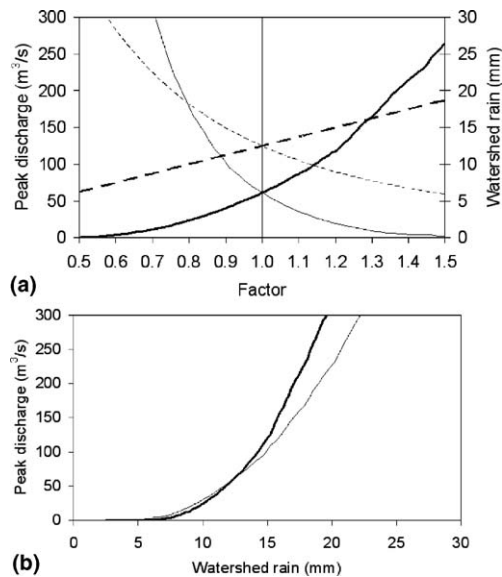 300 30
250 25
200 20
150 15
100 10
50 5
0 0
Peak discharge (m³/s)
Watershed rain (mm)
0.5 0.6 0.7 0.8 0.9 1.0 1.1 1.2 1.3 1.4 1.5
(a)
Factor
300
250
200
150
100
50
0
Peak discharge (m³/s)
0 5 10 15 20 25 30
(b)
Watershed rain (mm)